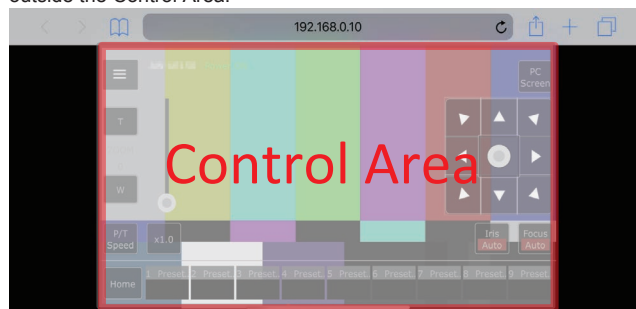 outside the Control Area.
192.168.0.10
PC
Screen
T
Control Area
W
P/T
Speed
x1.0
Iris
Auto
Focus
Auto
Home
1 Preset. 2 Preset. 3 Preset. 4 Preset. 5 Preset. 6 Preset. 7 Preset. 8 Preset. 9 Preset.